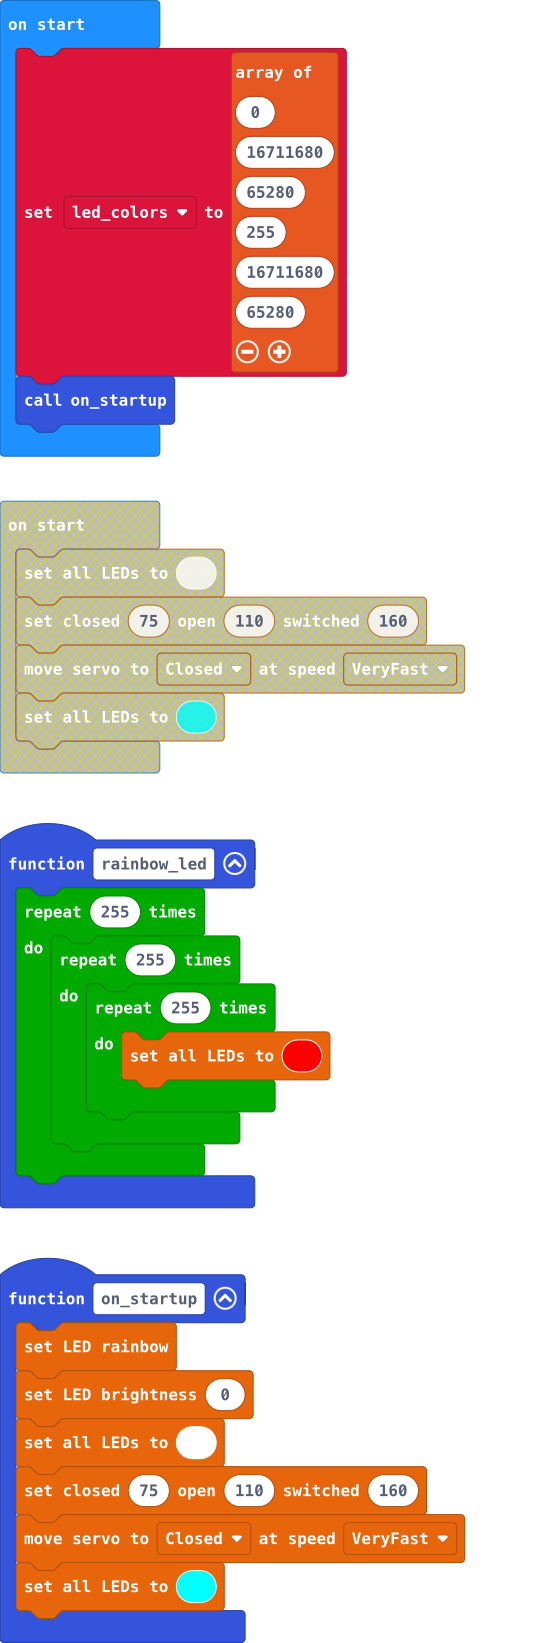 on start
array of
0
16711680
65280
set led_colors to 255
16711680
65280
call on_startup
on start
set all LEDs to
set closed 75 open 110 switched 160
move servo to Closed at speed VeryFast
set all LEDs to
function rainbow_led
repeat 255 times
do
repeat 255 times
do
repeat 255 times
do
set all LEDs to
function on_startup
set LED rainbow
set LED brightness 0
set all LEDs to
set closed 75 open 110 switched 160
move servo to Closed at speed VeryFast
set all LEDs to